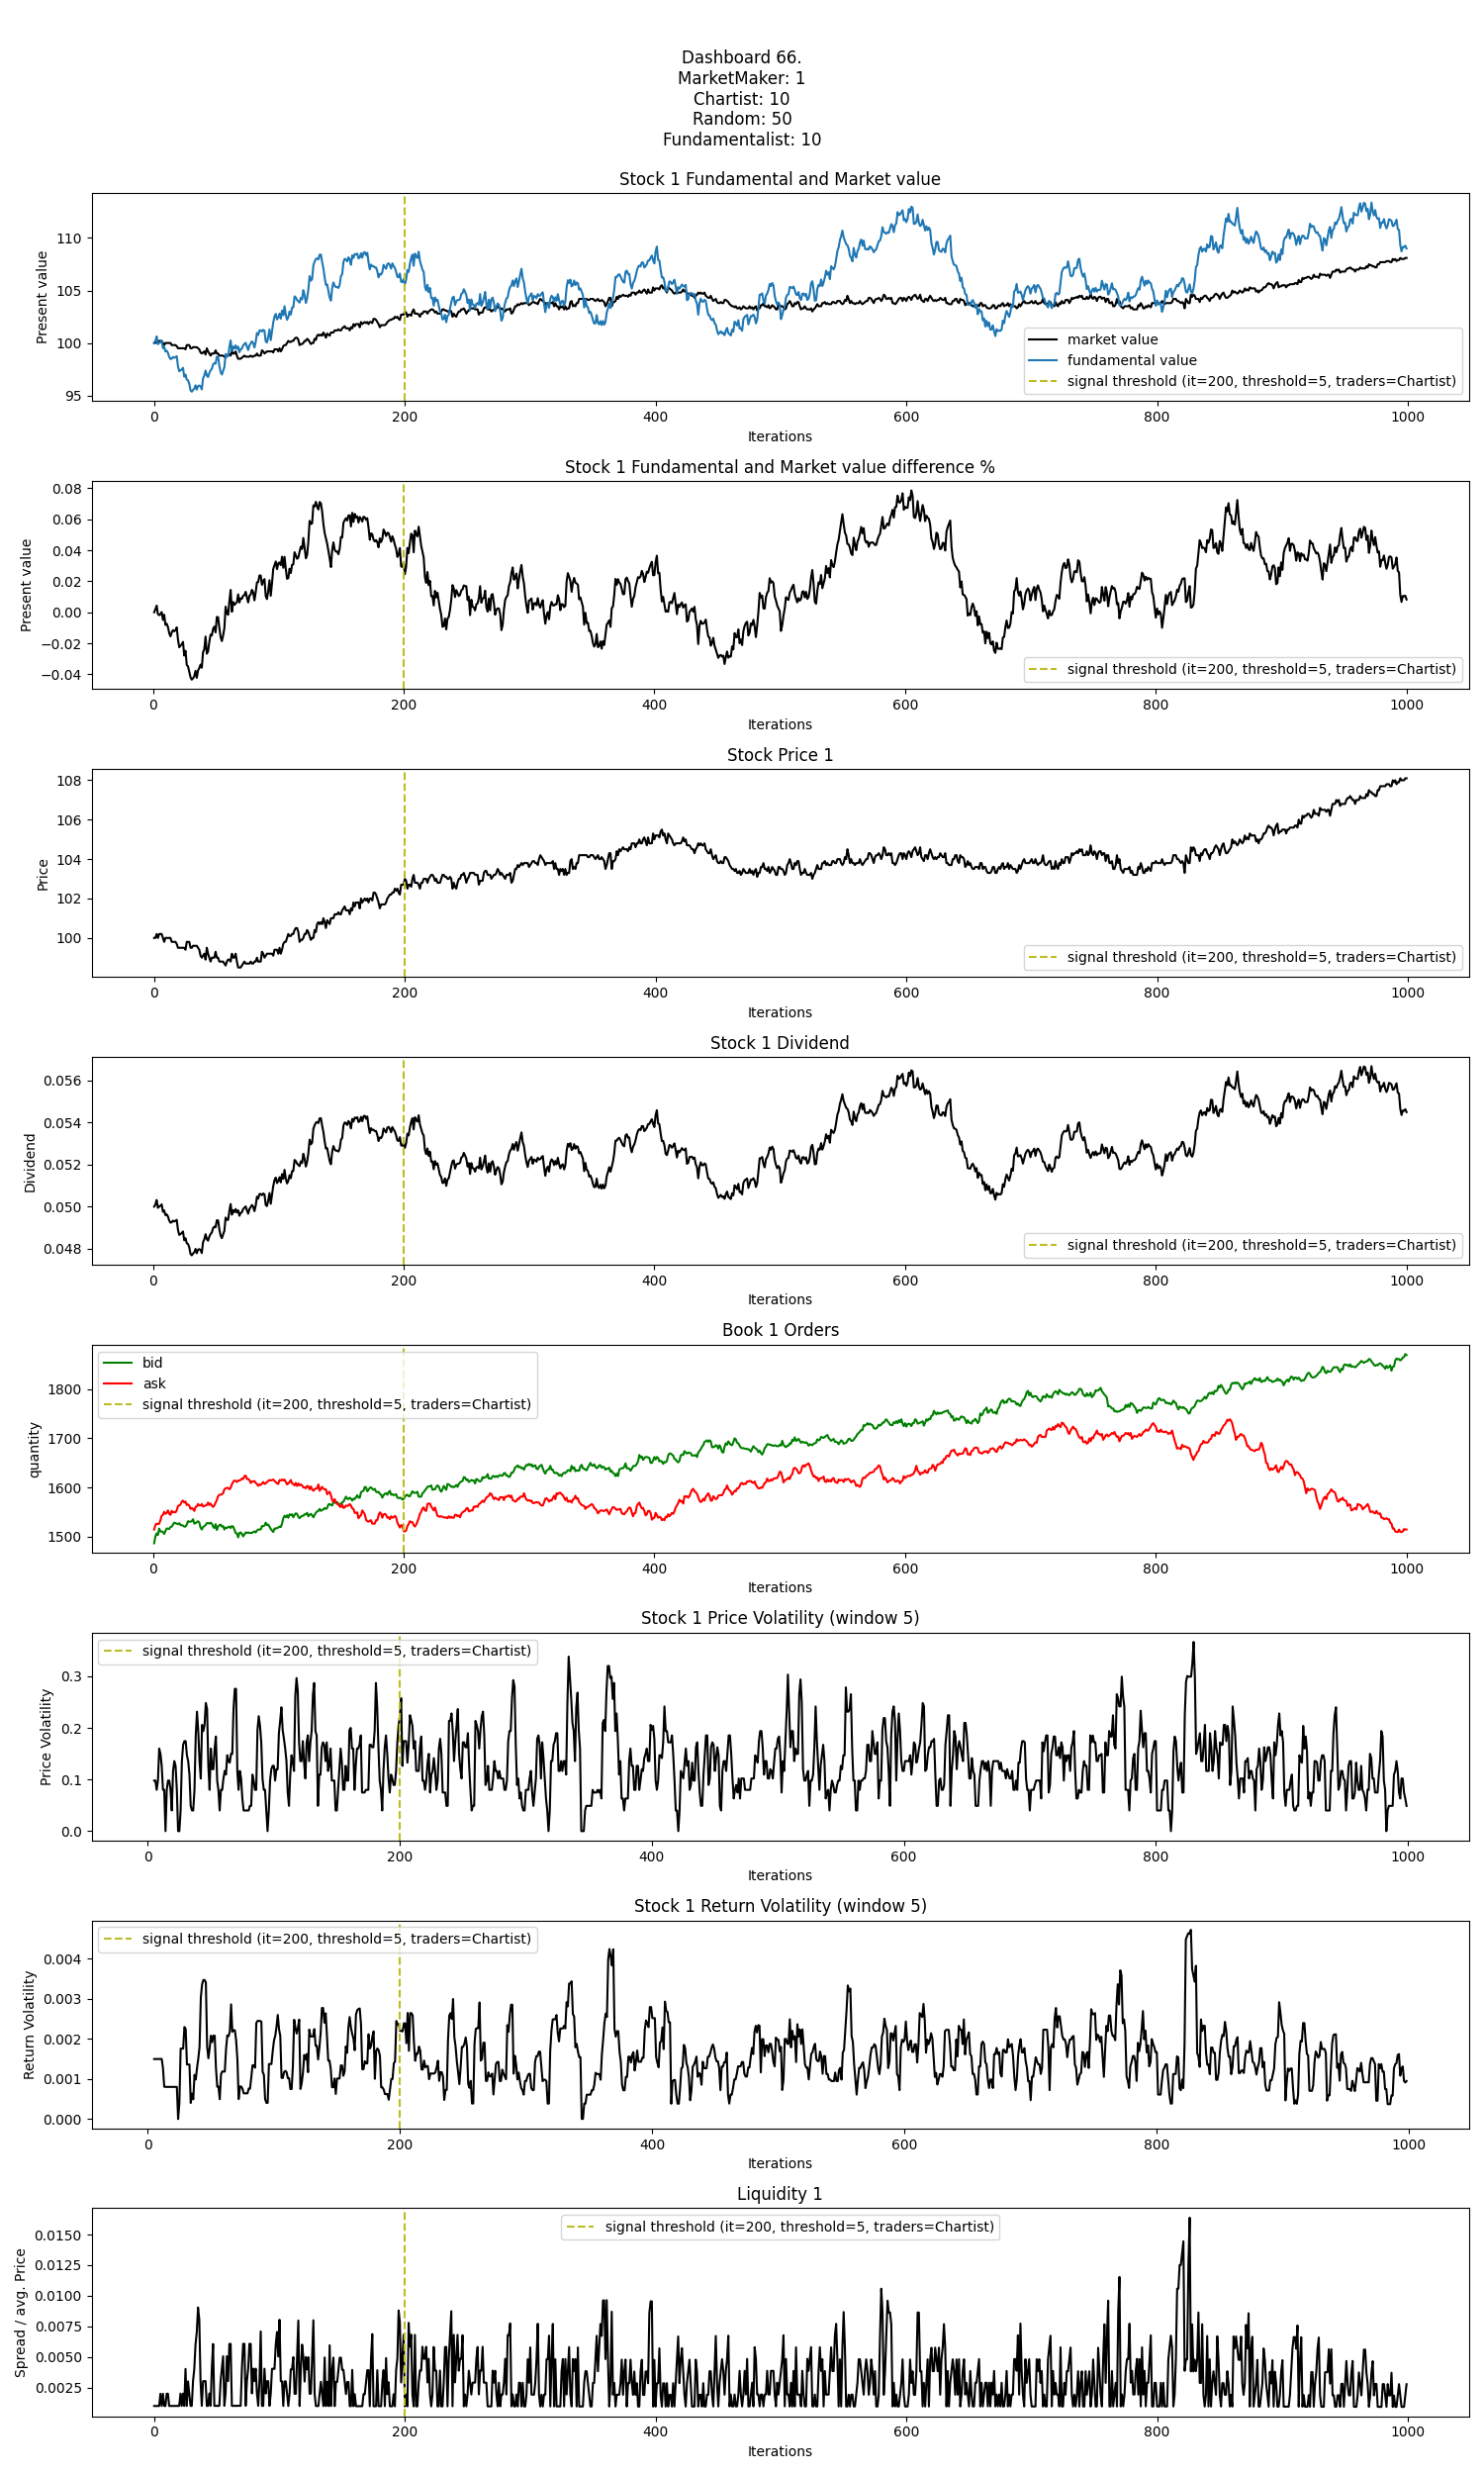 Dashboard 66.
MarketMaker: 1
Chartist: 10
Random: 50
Fundamentalist: 10
Stock 1 Fundamental and Market value
Present value
110
105
100
95
market value
fundamental value
signal threshold (it=200, threshold=5, traders=Chartist)
0 200 400 600 800 1000
Iterations
Stock 1 Fundamental and Market value difference %
Present value
0.08
0.06
0.04
0.02
0.00
−0.02
−0.04
signal threshold (it=200, threshold=5, traders=Chartist)
0 200 400 600 800 1000
Iterations
Stock Price 1
Price
108
106
104
102
100
signal threshold (it=200, threshold=5, traders=Chartist)
0 200 400 600 800 1000
Iterations
Stock 1 Dividend
Dividend
0.056
0.054
0.052
0.050
0.048
signal threshold (it=200, threshold=5, traders=Chartist)
0 200 400 600 800 1000
Iterations
Book 1 Orders
quantity
1800
1700
1600
1500
bid
ask
signal threshold (it=200, threshold=5, traders=Chartist)
0 200 400 600 800 1000
Iterations
Stock 1 Price Volatility (window 5)
Price Volatility
0.3
0.2
0.1
0.0
signal threshold (it=200, threshold=5, traders=Chartist)
0 200 400 600 800 1000
Iterations
Stock 1 Return Volatility (window 5)
Return Volatility
0.004
0.003
0.002
0.001
0.000
signal threshold (it=200, threshold=5, traders=Chartist)
0 200 400 600 800 1000
Iterations
Liquidity 1
Spread / avg. Price
0.0150
0.0125
0.0100
0.0075
0.0050
0.0025
signal threshold (it=200, threshold=5, traders=Chartist)
0 200 400 600 800 1000
Iterations